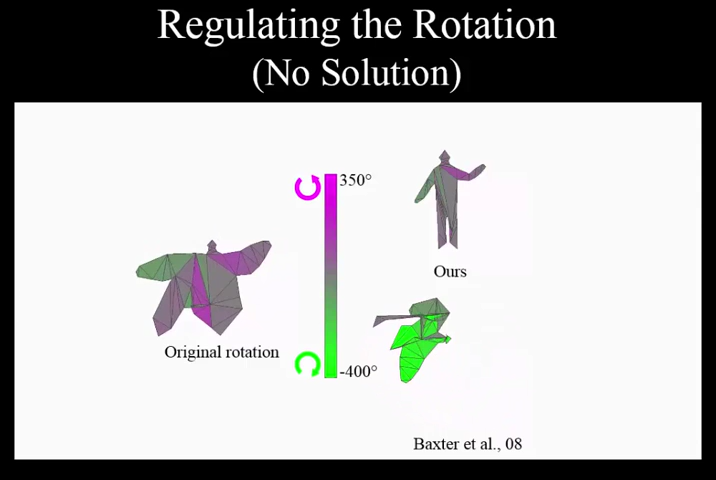 Regulating the Rotation
(No Solution)
350°
Ours
Original rotation
-400°
Baxter et al., 08